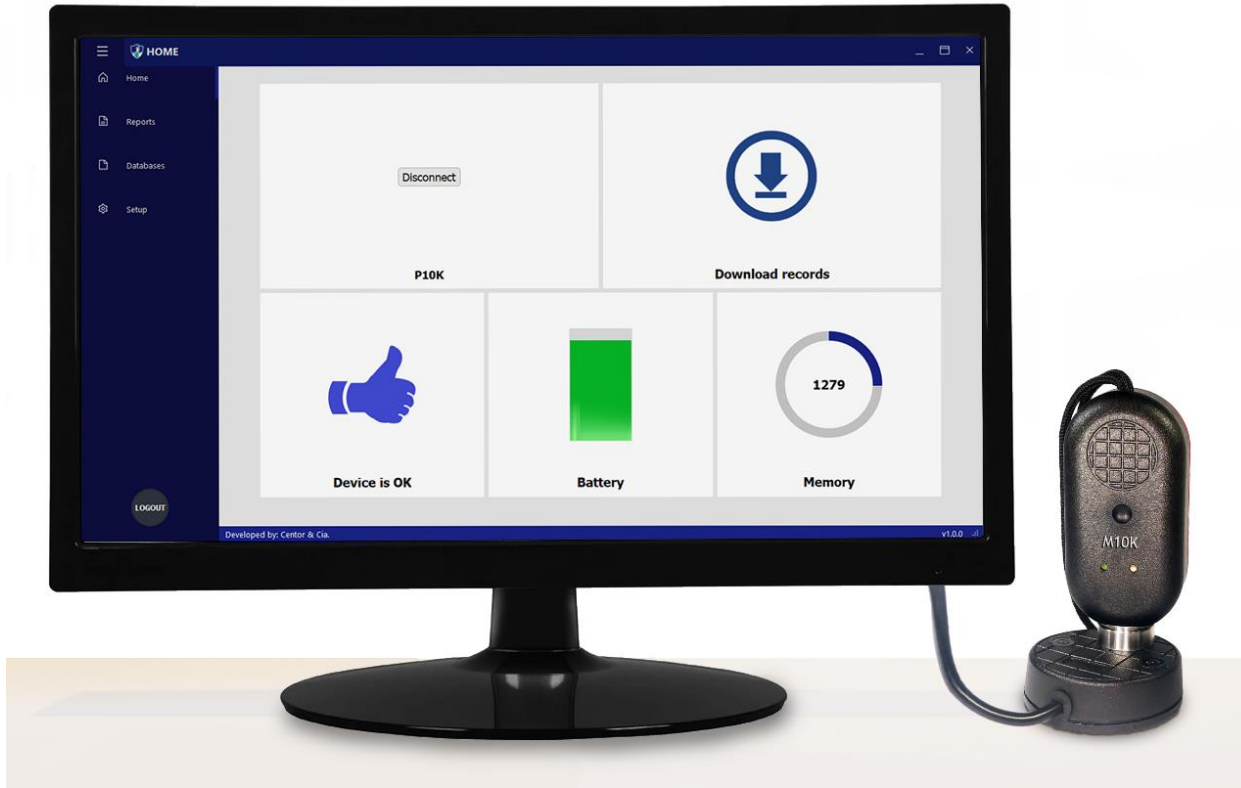 HOME
Home
Reports
Databases
Setup
LOGOUT
Disconnect
P10K
Download records
Device is OK
Battery
1279
Memory
Developed by: Centor & Cia.
v1.0.0
M10K